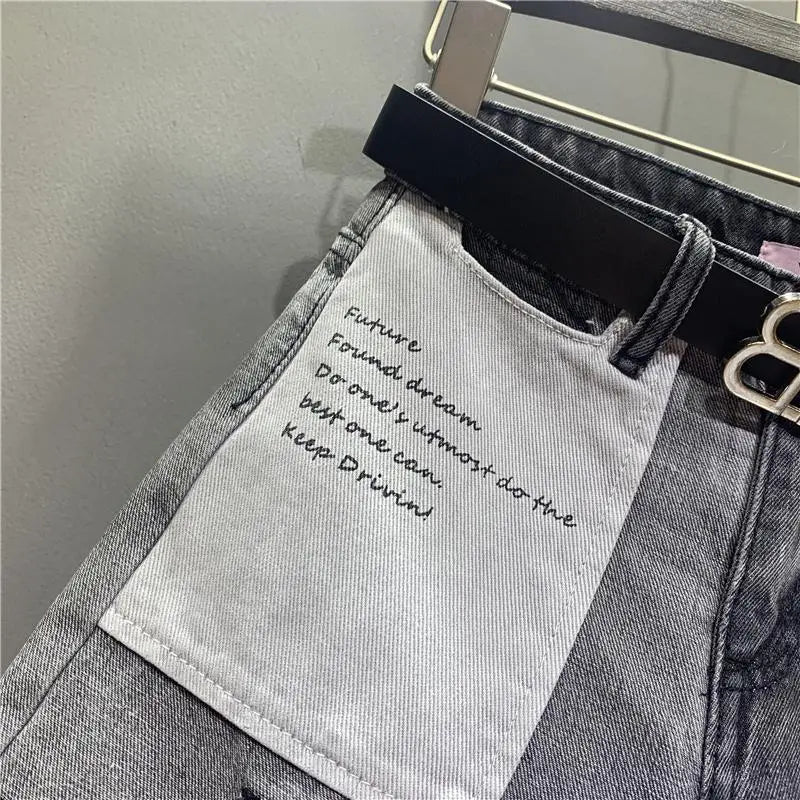 Future
Found dream
Do one's utmost do the
best one can.
Keep Drivin!